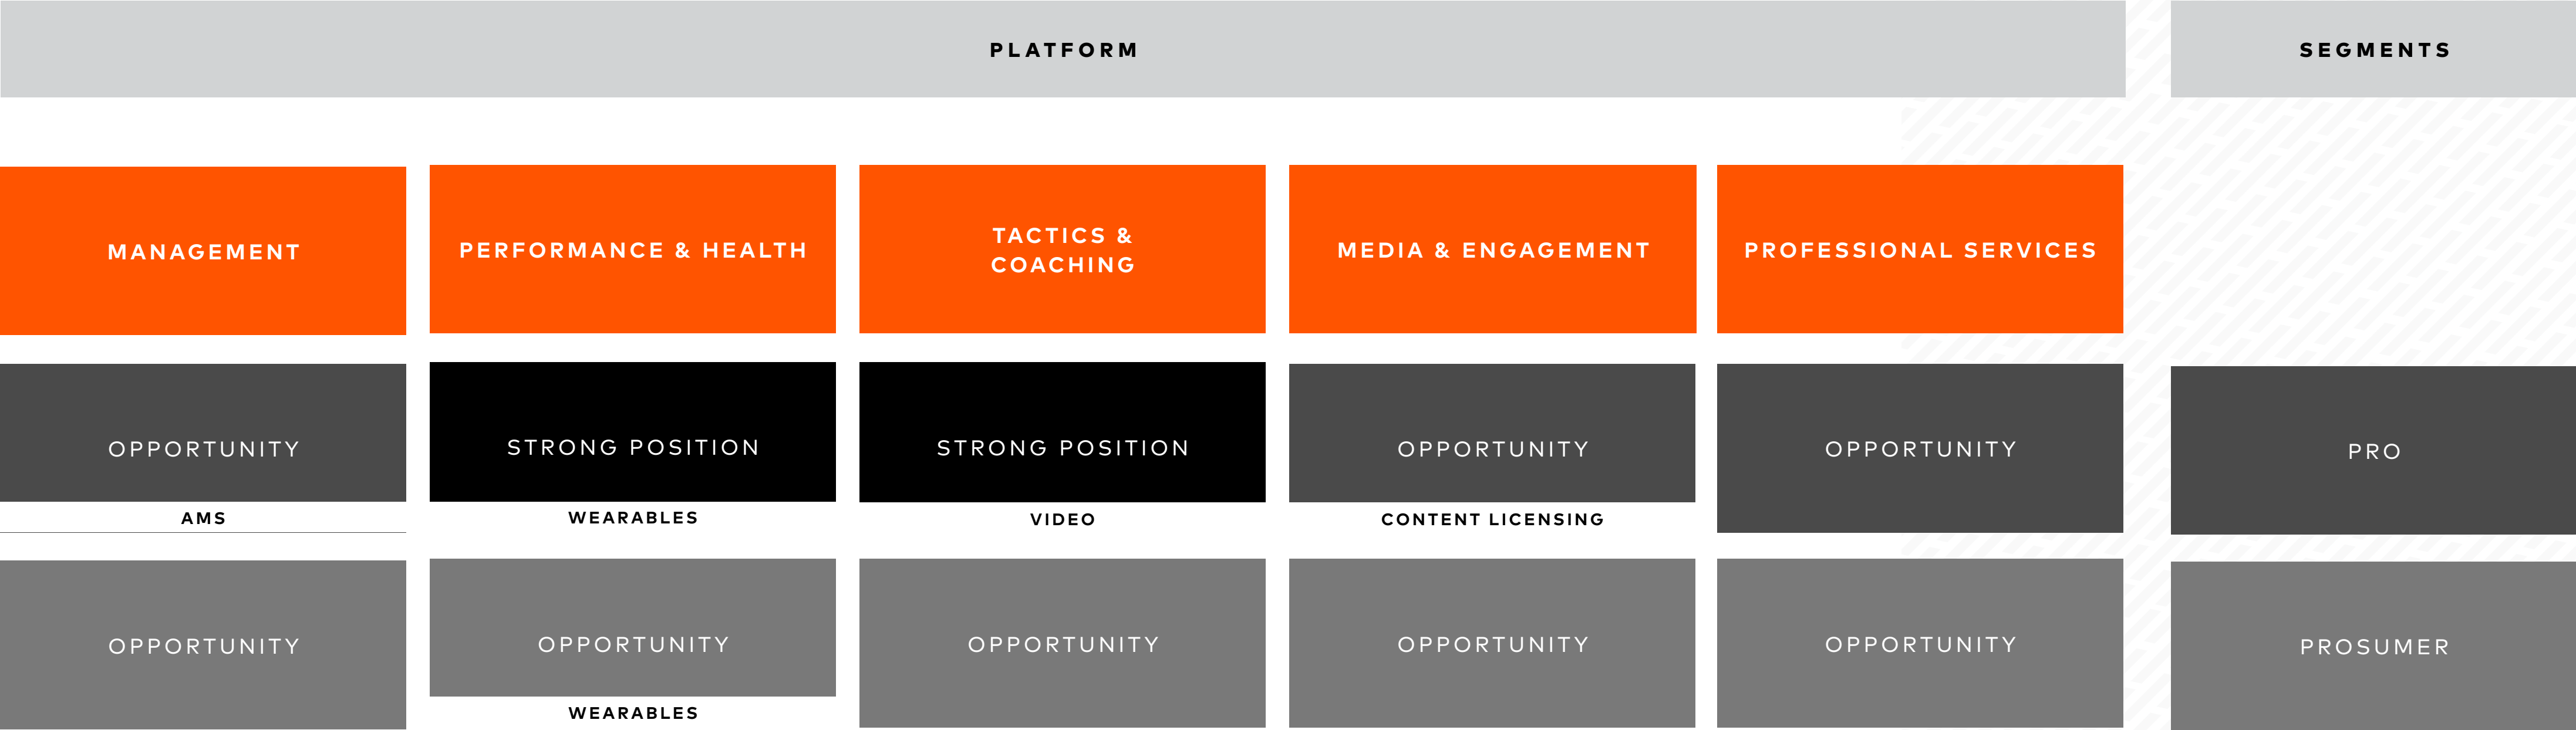 PLATFORM
SEGMENTS
MANAGEMENT
PERFORMANCE & HEALTH
TACTICS &
COACHING
MEDIA & ENGAGEMENT
PROFESSIONAL SERVICES
OPPORTUNITY
STRONG POSITION
STRONG POSITION
OPPORTUNITY
OPPORTUNITY
PRO
AMS
WEARABLES
VIDEO
CONTENT LICENSING
OPPORTUNITY
OPPORTUNITY
OPPORTUNITY
OPPORTUNITY
OPPORTUNITY
PROSUMER
WEARABLES